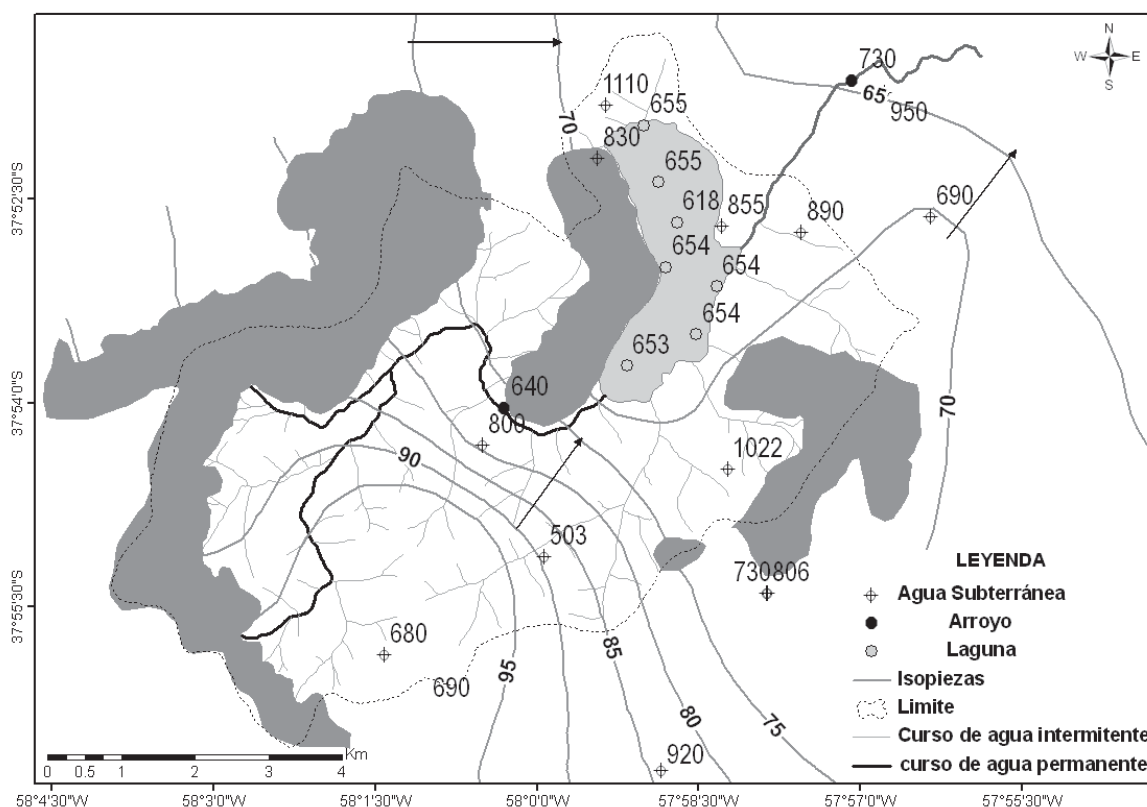 N
W E
S
730
65
950
1110
655
70
830
655
618
855
890
690
654
654
654
653
640
800
90
1022
70
503
730806
680
690
95
85
80
75
920
LEYENDA
Agua Subterránea
Arroyo
Laguna
Isopiezas
Limite
Curso de agua intermitente
curso de agua permanente
Km
0 0.5 1 2 3 4
37°52'30"S
37°54'0"S
37°55'30"S
58°4'30"W 58°3'0"W 58°1'30"W 58°0'0"W 57°58'30"W 57°57'0"W 57°55'30"W